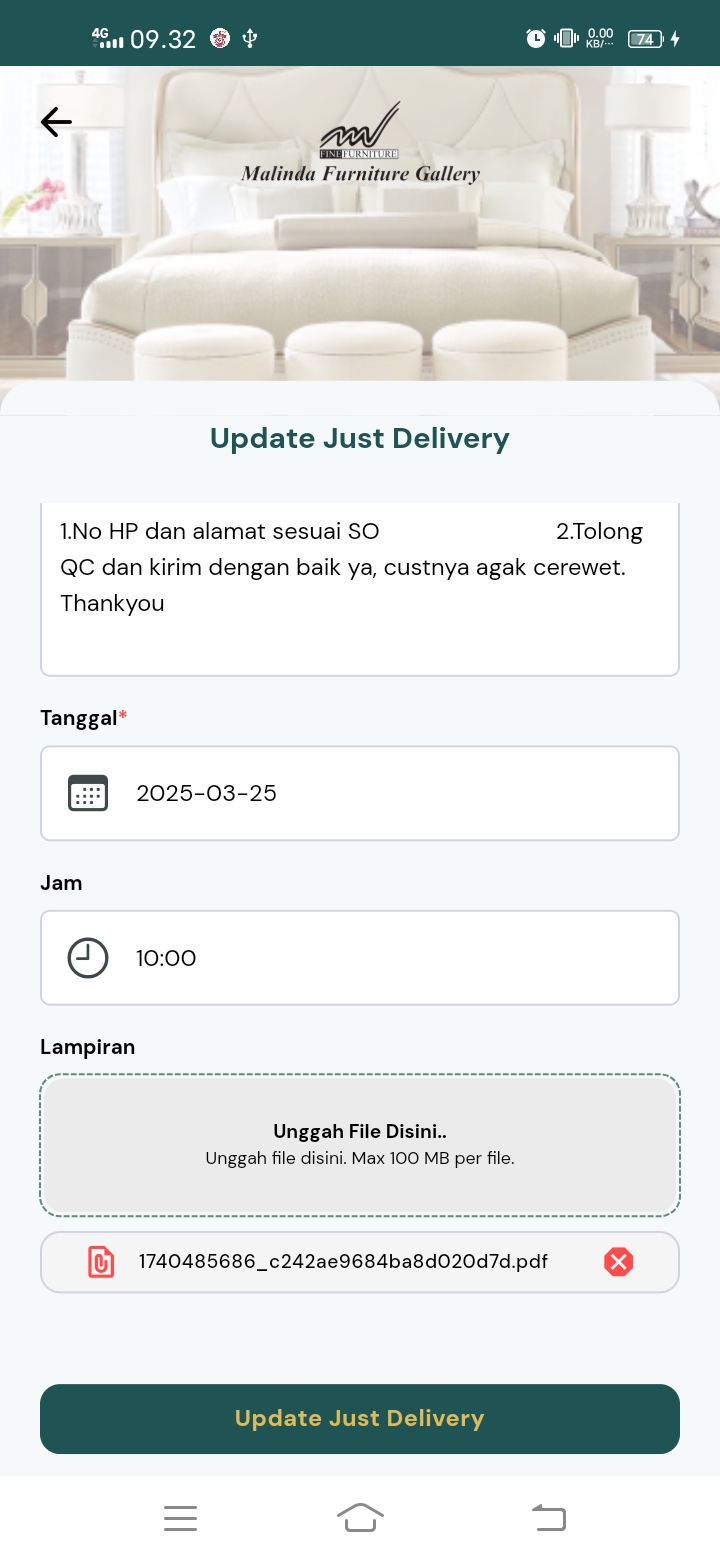 4G 09.32 0.00 KB/... 74
FINE FURNITURE
Malinda Furniture Gallery
Update Just Delivery
1.No HP dan alamat sesuai SO 2.Tolong
QC dan kirim dengan baik ya, custnya agak cerewet.
Thankyou
Tanggal*
2025-03-25
Jam
10:00
Lampiran
Unggah File Disini..
Unggah file disini. Max 100 MB per file.
1740485686_c242ae9684ba8d020d7d.pdf
Update Just Delivery